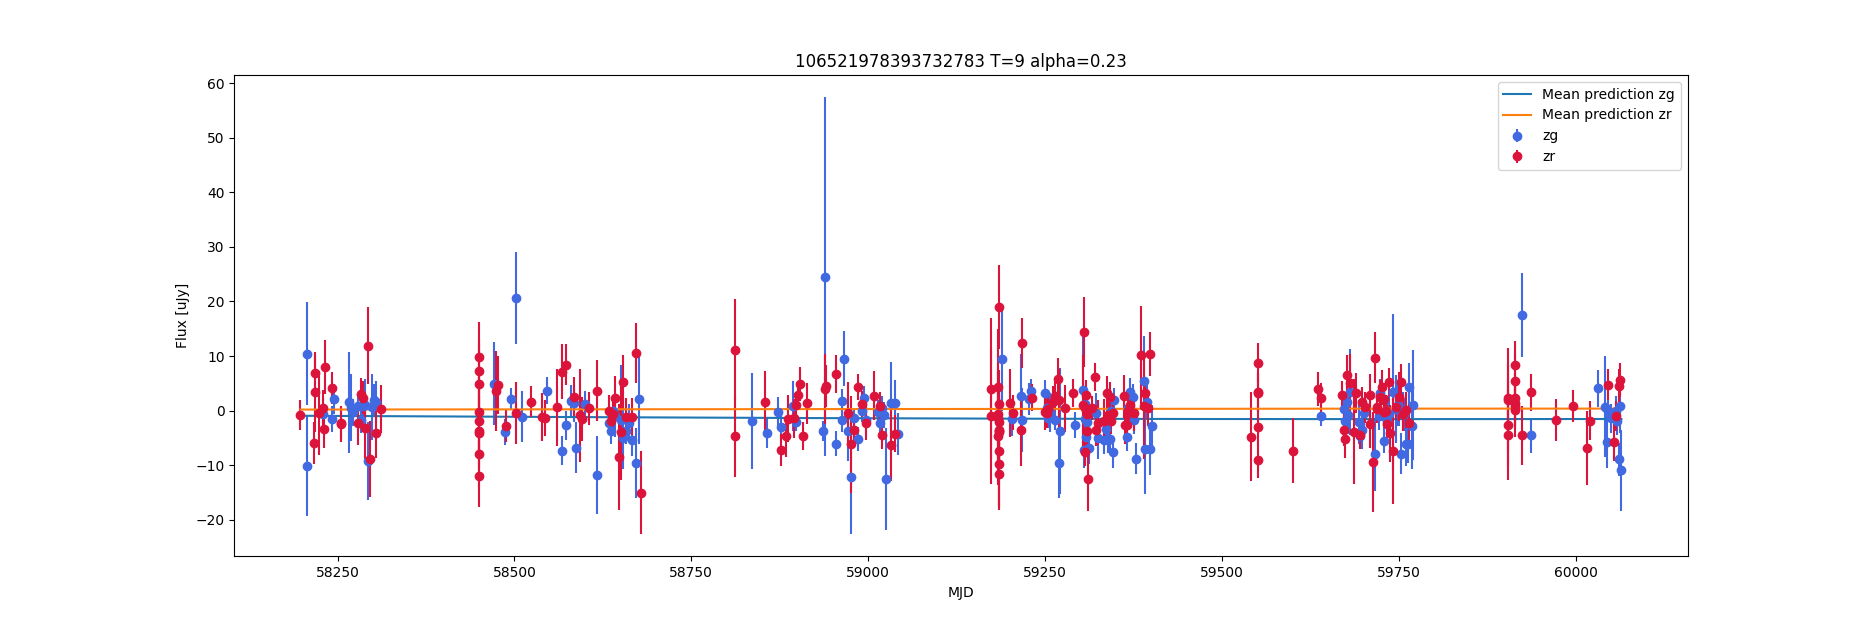 106521978393732783 T=9 alpha=0.23
60
50
40
30
20
10
0
−10
−20
Flux [uJy]
Mean prediction zg
Mean prediction zr
zg
zr
58250 58500 58750 59000 59250 59500 59750 60000
MJD